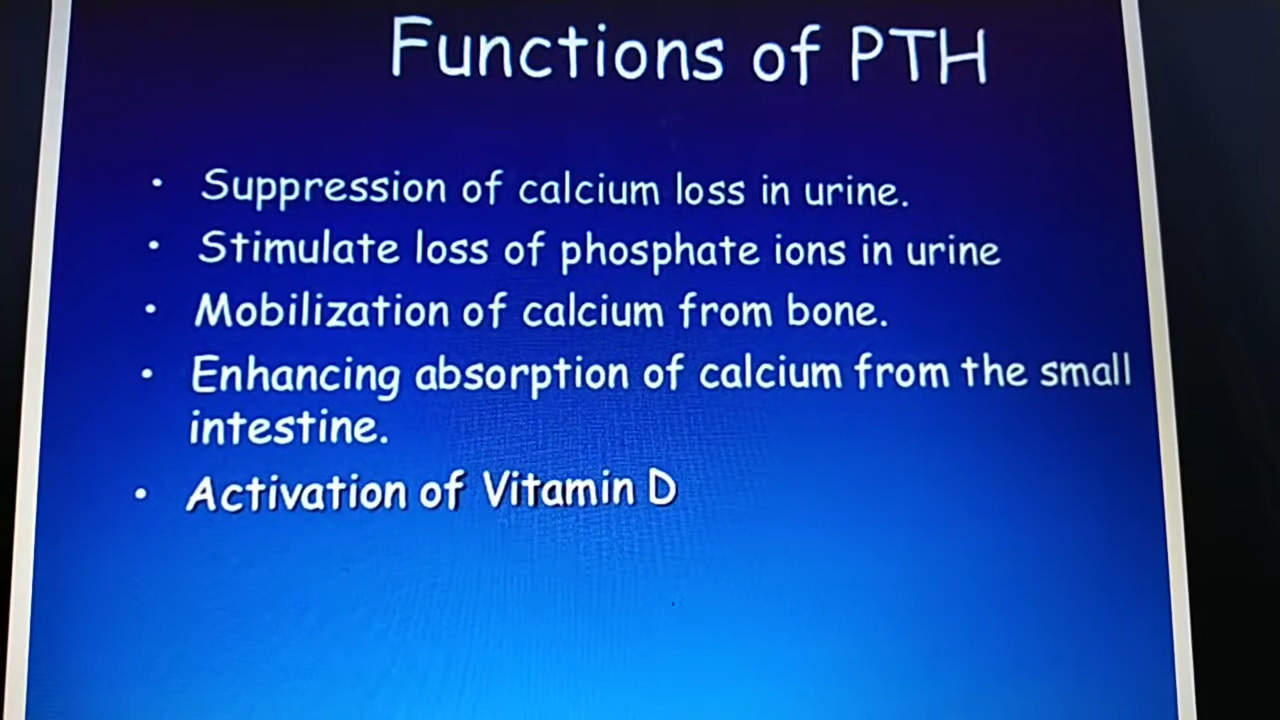 Functions of PTH
• Suppression of calcium loss in urine.
• Stimulate loss of phosphate ions in urine
• Mobilization of calcium from bone.
• Enhancing absorption of calcium from the small
intestine.
• Activation of Vitamin D